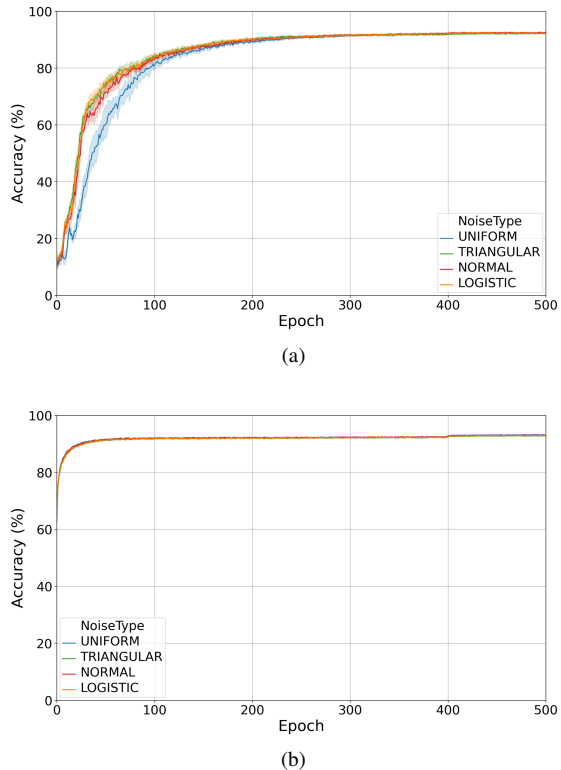 100
80
60
40
20
0
Accuracy (%)
NoiseType
UNIFORM
TRIANGULAR
NORMAL
LOGISTIC
0 100 200 300 400 500
Epoch
(a)
100
80
60
40
20
0
Accuracy (%)
NoiseType
UNIFORM
TRIANGULAR
NORMAL
LOGISTIC
0 100 200 300 400 500
Epoch
(b)